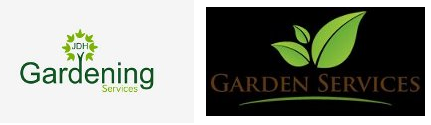 JDH
Gardening
Services
GARDEN SERVICES